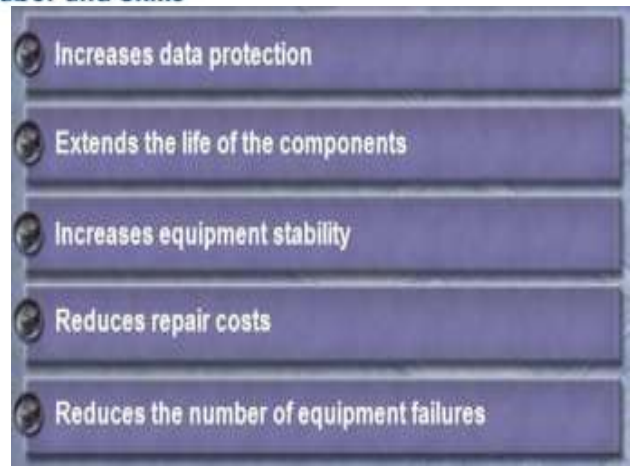 Increases data protection
Extends the life of the components
Increases equipment stability
Reduces repair costs
Reduces the number of equipment failures